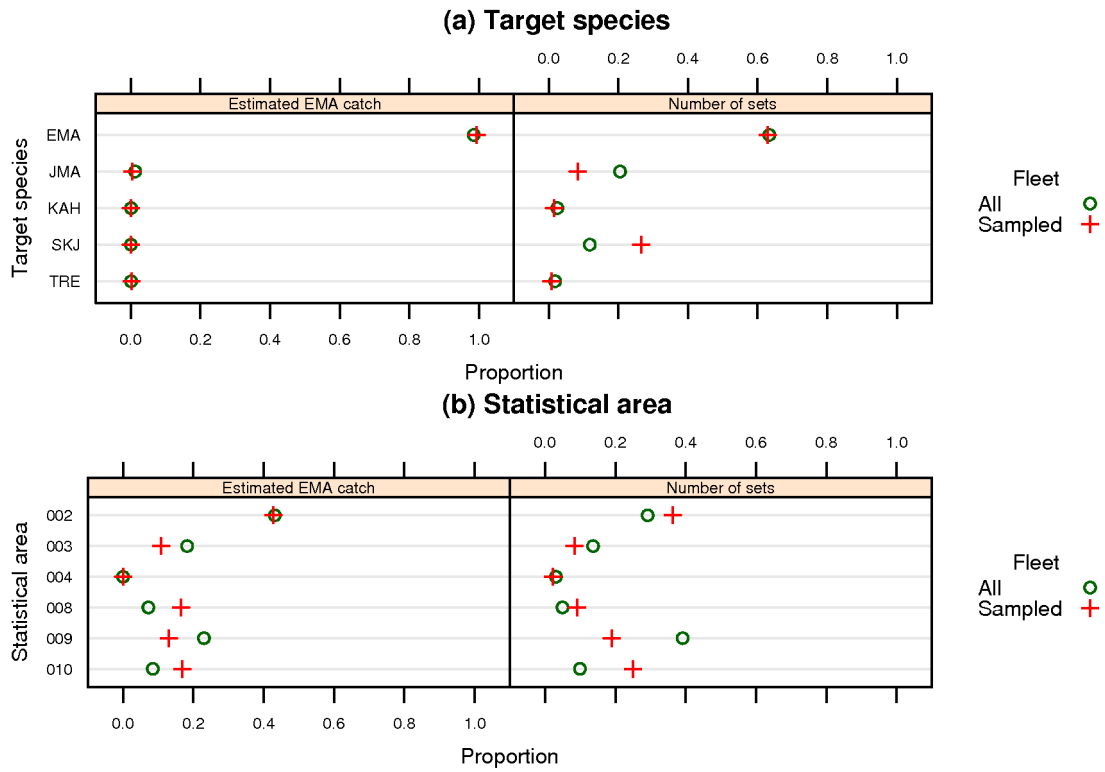 (a) Target species
0.0 0.2 0.4 0.6 0.8 1.0
Estimated EMA catch Number of sets
Target species
EMA
JMA
KAH
SKJ
TRE
Fleet
All
Sampled
0.0 0.2 0.4 0.6 0.8 1.0
Proportion
(b) Statistical area
0.0 0.2 0.4 0.6 0.8 1.0
Estimated EMA catch Number of sets
Statistical area
002
003
004
008
009
010
Fleet
All
Sampled
0.0 0.2 0.4 0.6 0.8 1.0
Proportion